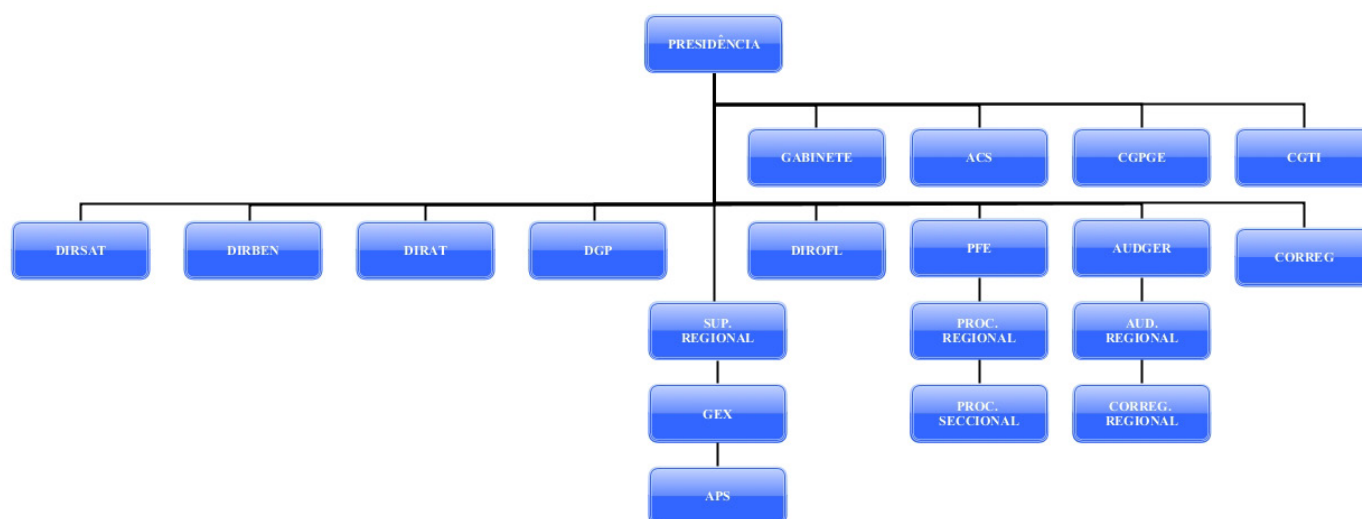 PRESIDÊNCIA
GABINETE
ACS
CGPGE
CGTI
DIRSAT
DIRBEN
DIRAT
DGP
DIROFL
PFE
AUDGER
CORREG
SUP.
REGIONAL
PROC.
REGIONAL
AUD.
REGIONAL
GEX
PROC.
SECCIONAL
CORREG.
REGIONAL
APS